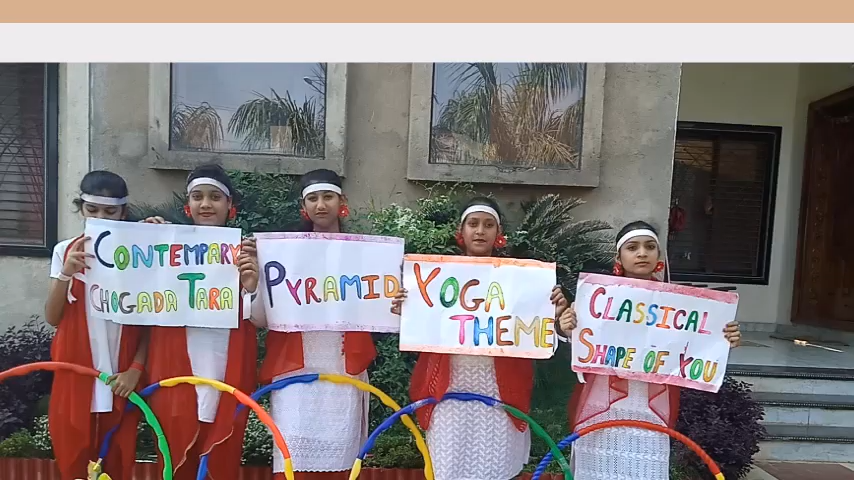 CONTEMPARY
CHOGADA TARA
PYRAMID
YOGA
THEME
CLASSICAL
SHAPE OF YOU